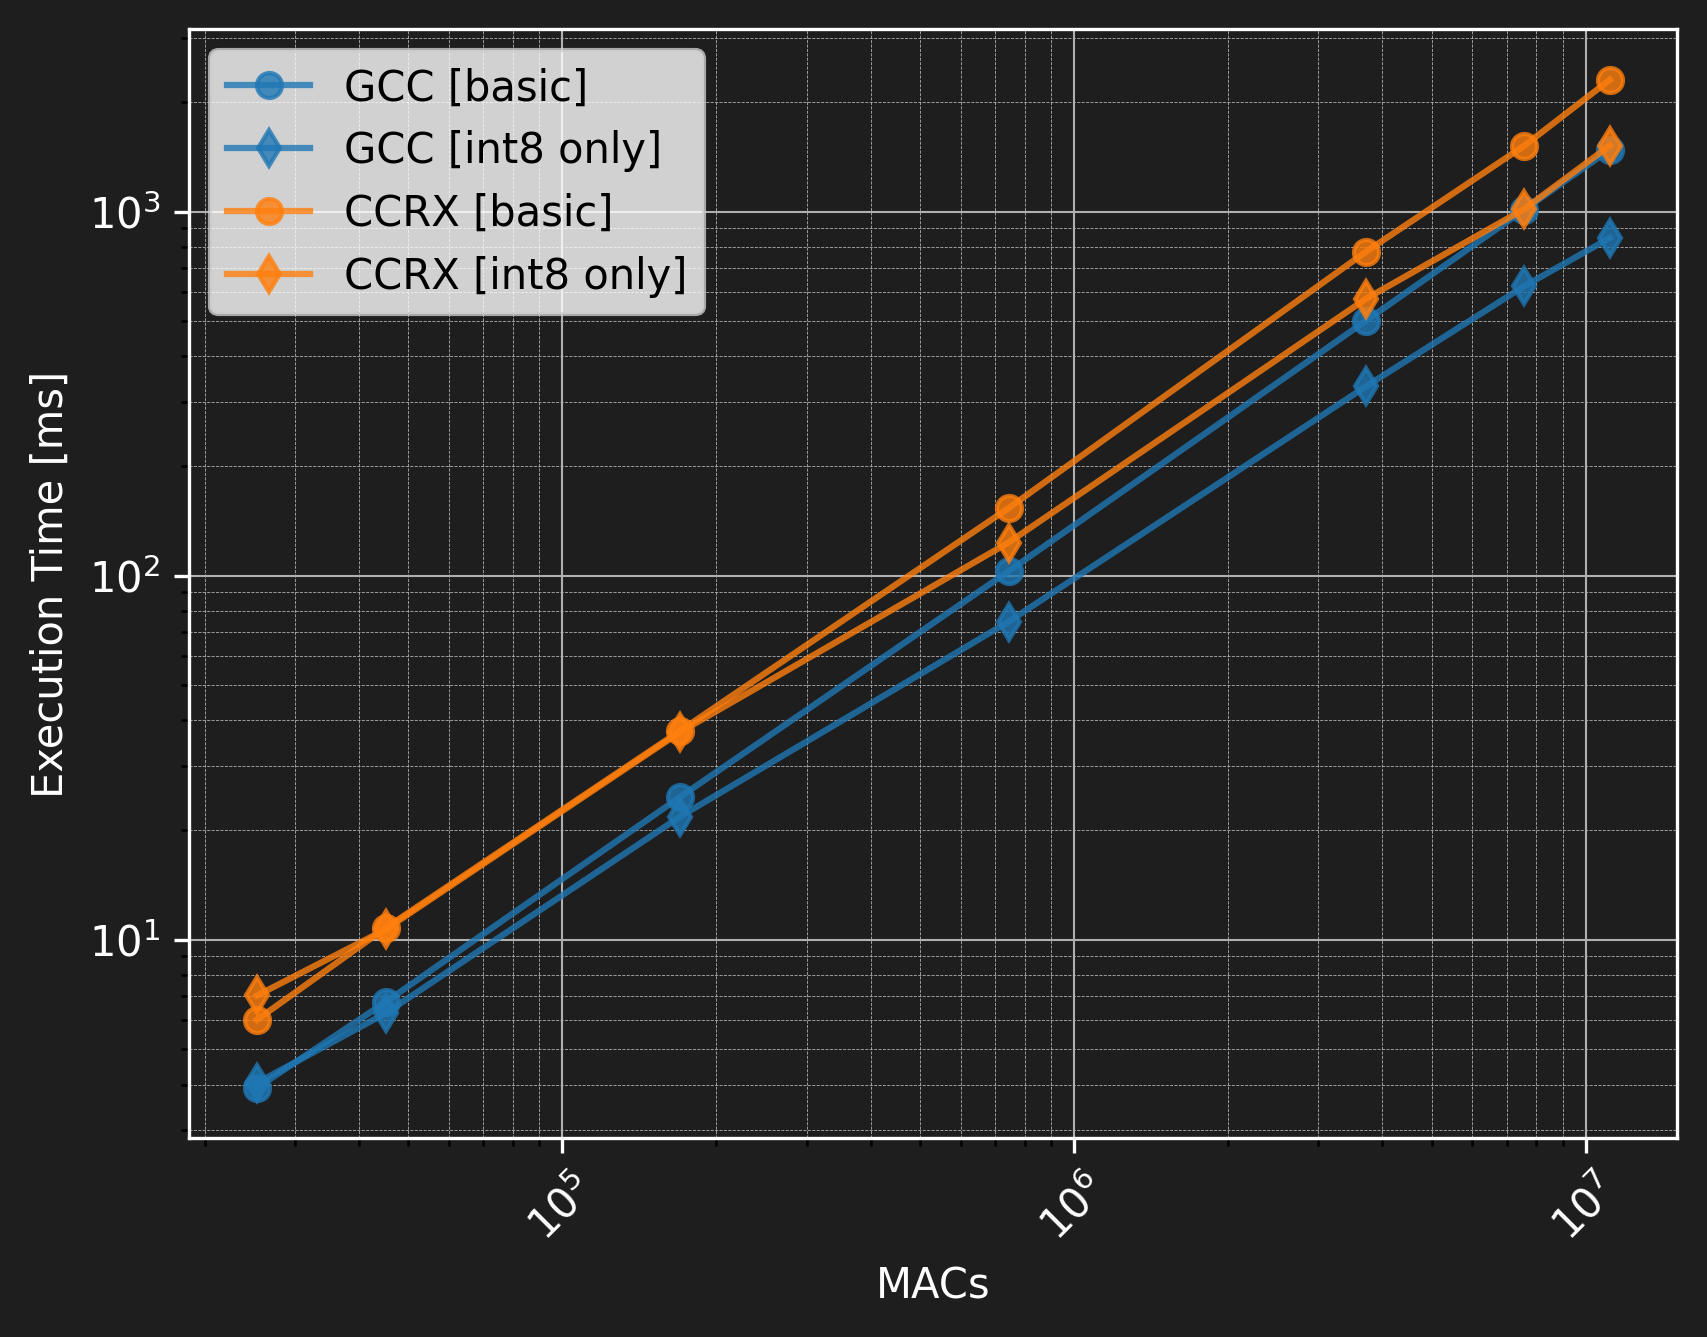 GCC [basic]
GCC [int8 only]
CCRX [basic]
CCRX [int8 only]
Execution Time [ms]
10³
10²
10¹
10⁵
10⁶
10⁷
MACs